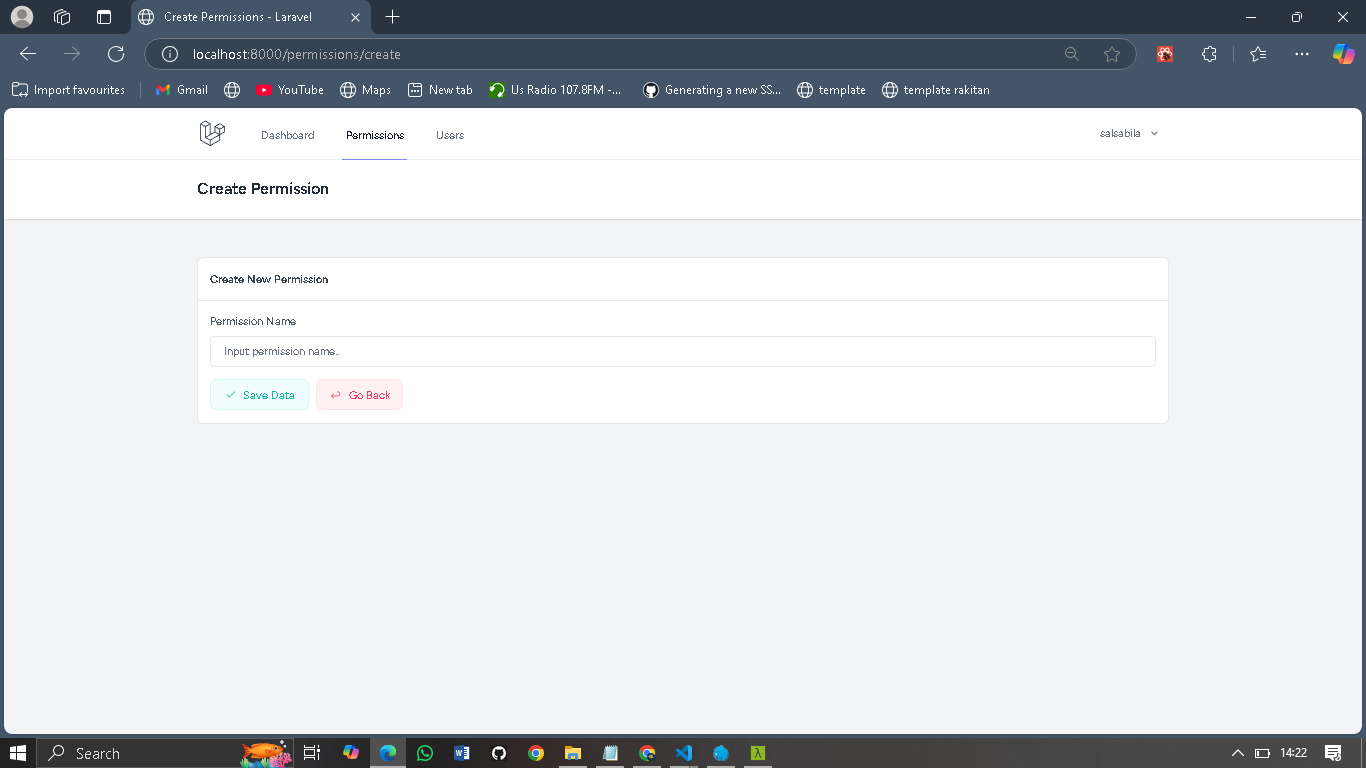 Create Permissions - Laravel
localhost:8000/permissions/create
Import favourites Gmail YouTube Maps New tab Us Radio 107.8FM -... Generating a new SS... template template rakitan
Dashboard Permissions Users salsabila
Create Permission
Create New Permission
Permission Name
Input permission name..
Save Data Go Back
Search 14:22